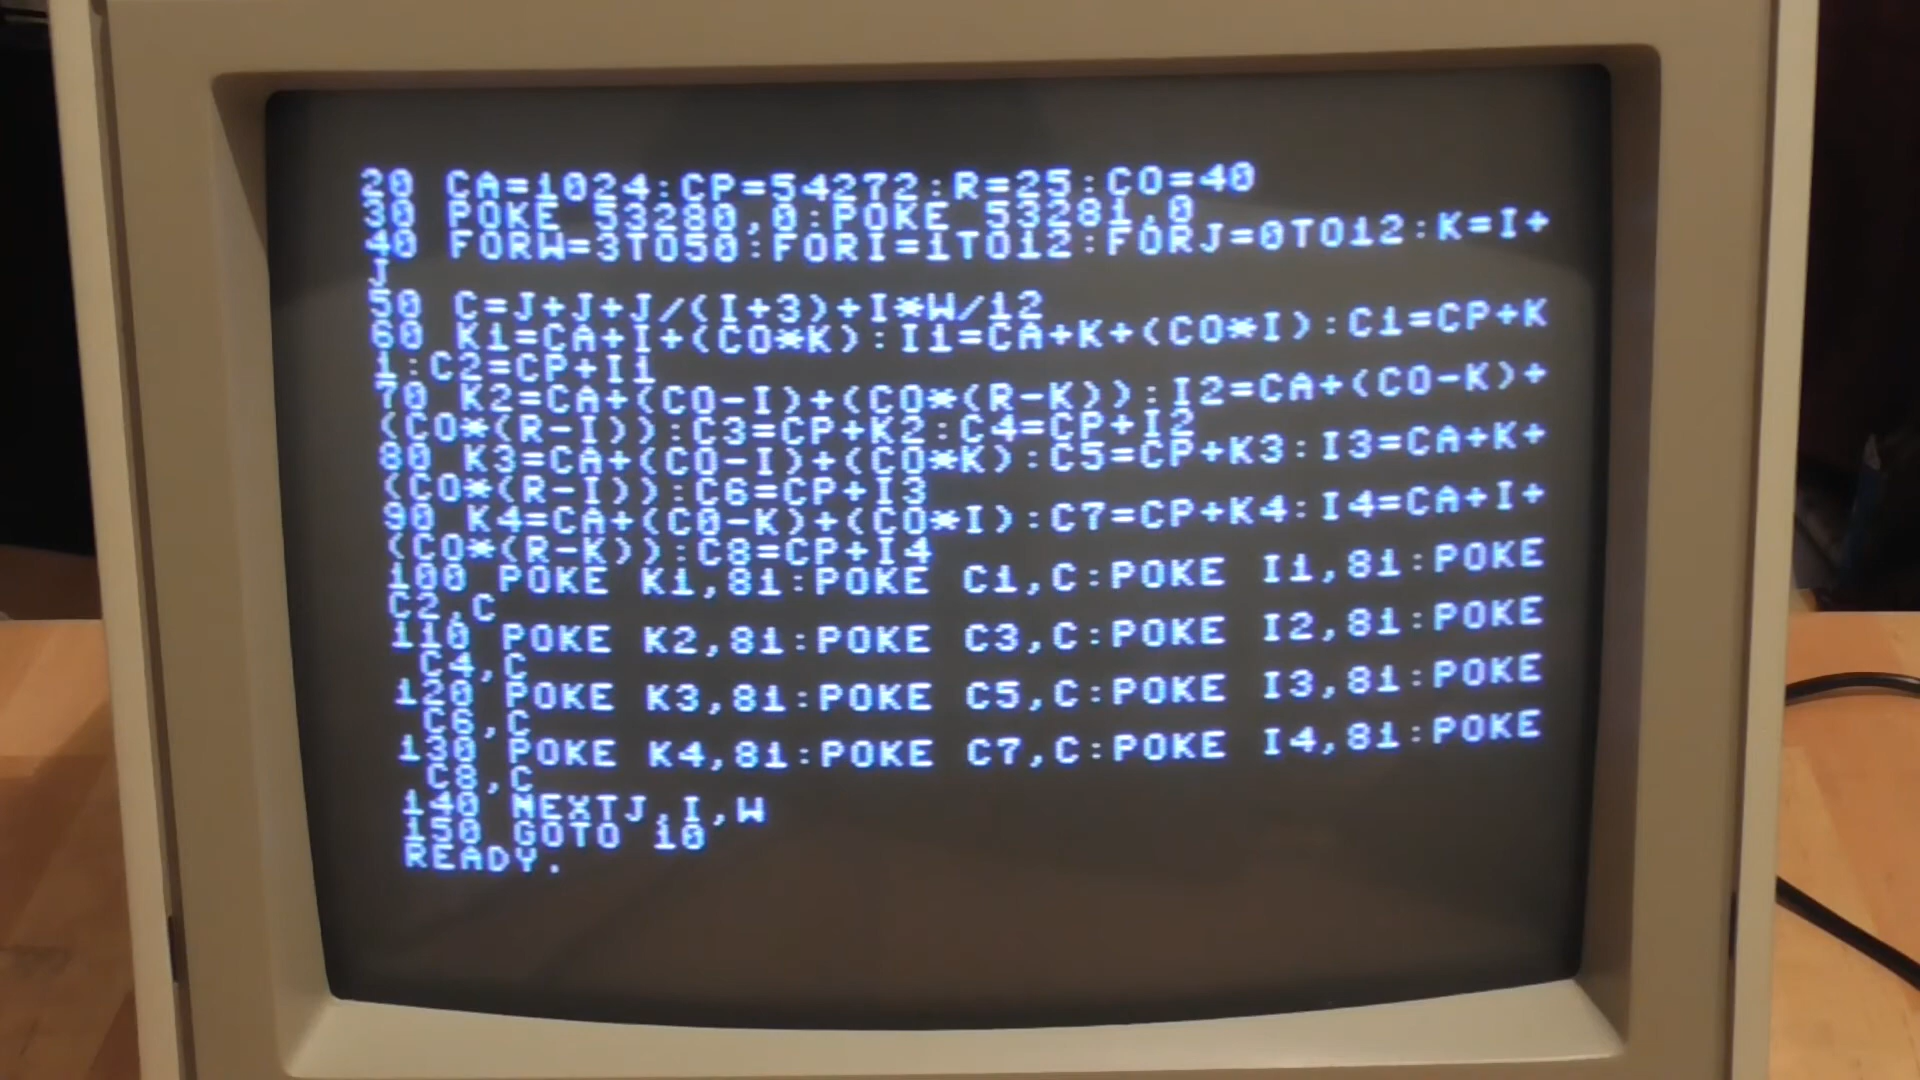 20 CA=1024:CP=54272:R=25:CO=40
30 POKE 53280,0:POKE 53281,0
40 FORW=3TO50:FORI=1TO12:FORJ=0TO12:K=I+
J
50 C=J+J+J/(I+3)+I*W/12
60 K1=CA+I+(CO*K):I1=CA+K+(CO*I):C1=CP+K
1:C2=CP+I1
70 K2=CA+(CO-I)+(CO*(R-K)):I2=CA+(CO-K)+
(CO*(R-I)):C3=CP+K2:C4=CP+I2
80 K3=CA+(CO-I)+(CO*K):C5=CP+K3:I3=CA+K+
(CO*(R-I)):C6=CP+I3
90 K4=CA+(CO-K)+(CO*I):C7=CP+K4:I4=CA+I+
(CO*(R-K)):C8=CP+I4
100 POKE K1,81:POKE C1,C:POKE I1,81:POKE
C2,C
110 POKE K2,81:POKE C3,C:POKE I2,81:POKE
C4,C
120 POKE K3,81:POKE C5,C:POKE I3,81:POKE
C6,C
130 POKE K4,81:POKE C7,C:POKE I4,81:POKE
C8,C
140 NEXTJ,I,W
150 GOTO 10
READY.